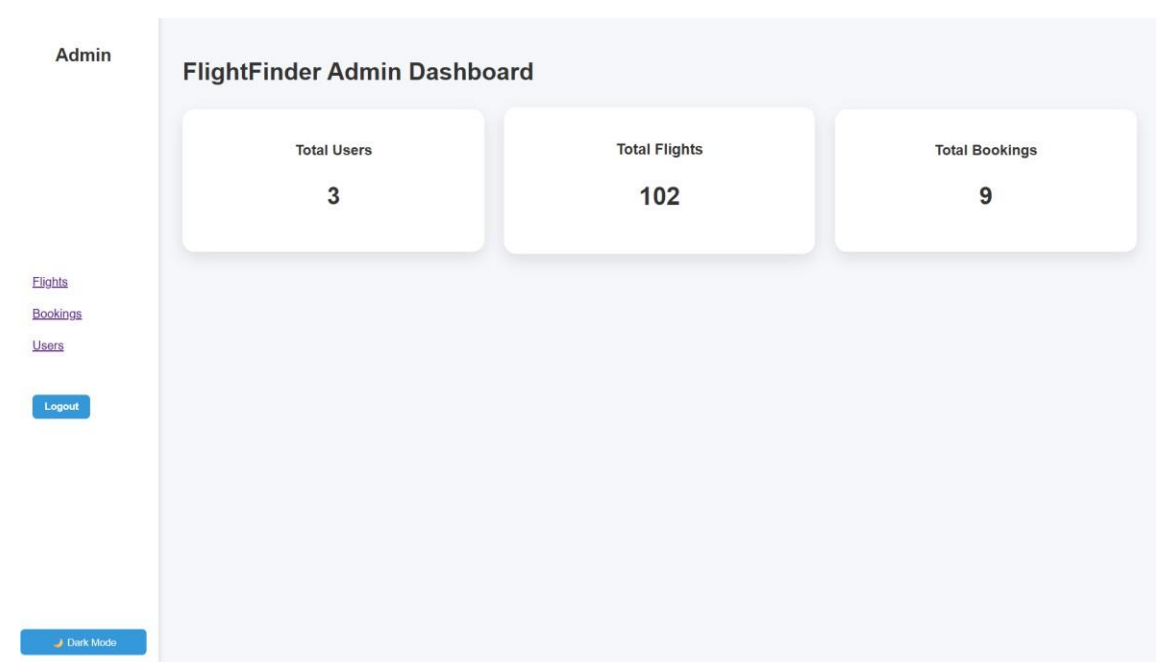 Admin
FlightFinder Admin Dashboard
Total Users
3
Total Flights
102
Total Bookings
9
Flights
Bookings
Users
Logout
🌙 Dark Mode